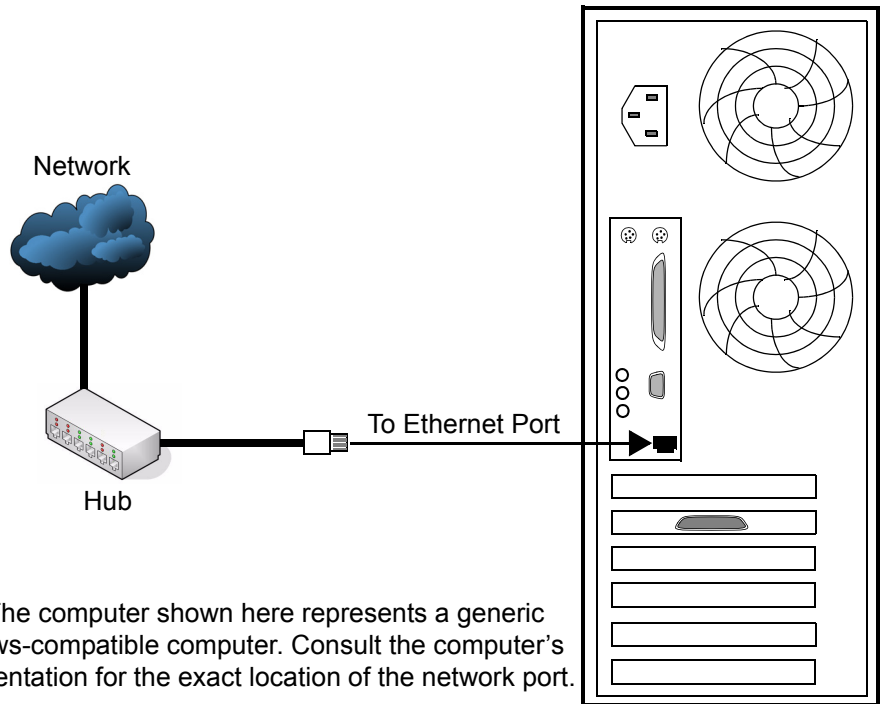 Network
To Ethernet Port
Hub
he computer shown here represents a generic
ws-compatible computer. Consult the computer’s
entation for the exact location of the network port.